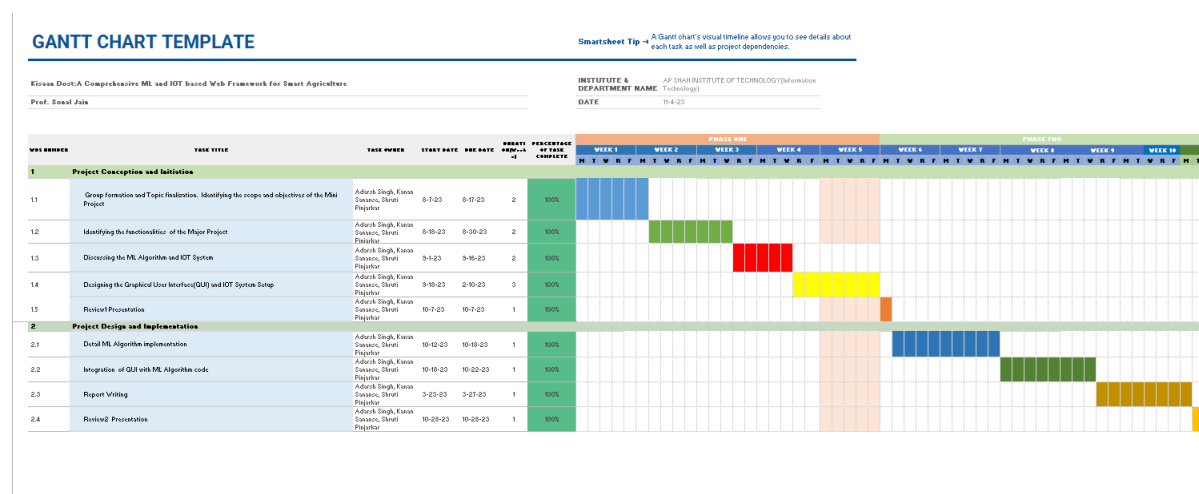 GANTT CHART TEMPLATE
Smartsheet Tip ➝ A Gantt chart's visual timeline allows you to see details about
each task as well as project dependencies.
Kisaan Dost:A Comprehensive ML and IOT based Web Framework for Smart Agriculture
INSTUTUTE &
DEPARTMENT NAME
AP SHAH INSTITUTE OF TECHNOLOGY(Information
Technology)
Prof. Sonal Jain
DATE 11-4-23
PHASE ONE PHASE TWO
WBS NUMBER TASK TITLE TASK OWNER START DATE DUE DATE PERCENTAGE
OF TASK
COMPLETE
WEEK 1 WEEK 2 WEEK 3 WEEK 4 WEEK 5 WEEK 6 WEEK 7 WEEK 8 WEEK 9 WEEK 10
M T W R F M T W R F M T W R F M T W R F M T W R F M T W R F M T W R F M T W R F M T W R F M T W R F M T
1 Project Conception and Initiation
1.1 Group formation and Topic finalization. Identifying the scope and objectives of the Mini
Project
Adarsh Singh, Kunan
Sananse, Shruti
Pinjarkar
8-7-23 8-17-23 2 100%
1.2 Identifying the functionalities of the Major Project
Adarsh Singh, Kunan
Sananse, Shruti
Pinjarkar
8-18-23 8-30-23 2 100%
1.3 Discussing the ML Algorithm and IOT System
Adarsh Singh, Kunan
Sananse, Shruti
Pinjarkar
9-1-23 9-16-23 2 100%
1.4 Designing the Graphical User Interface(GUI) and IOT System Setup
Adarsh Singh, Kunan
Sananse, Shruti
Pinjarkar
9-18-23 2-10-23 3 100%
1.5 Review1 Presentation
Adarsh Singh, Kunan
Sananse, Shruti
Pinjarkar
10-7-23 10-7-23 1 100%
2 Project Design and Implementation
2.1 Detail ML Algorithm implementation
Adarsh Singh, Kunan
Sananse, Shruti
Pinjarkar
10-12-23 10-18-23 1 100%
2.2 Integration of GUI with ML Algorithm code
Adarsh Singh, Kunan
Sananse, Shruti
Pinjarkar
10-18-23 10-22-23 1 100%
2.3 Report Writing
Adarsh Singh, Kunan
Sananse, Shruti
Pinjarkar
3-23-23 3-27-23 1 100%
2.4 Review2 Presentation
Adarsh Singh, Kunan
Sananse, Shruti
Pinjarkar
10-28-23 10-28-23 1 100%